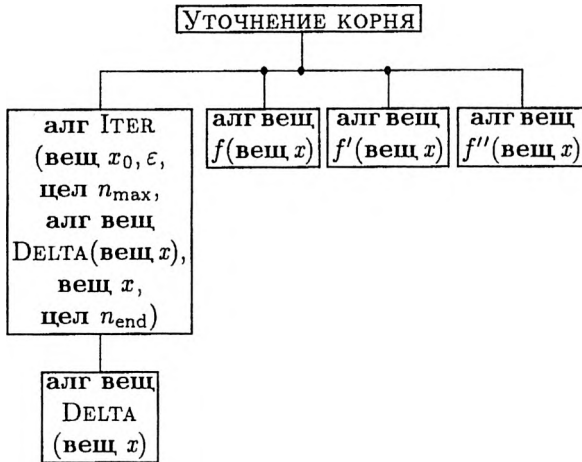 Уточнение корня
алг Iter
(вещ x₀, ε,
цел n_max,
алг вещ
Delta(вещ x),
вещ x,
цел n_end)
алг вещ
f(вещ x)
алг вещ
f′(вещ x)
алг вещ
f″(вещ x)
алг вещ
Delta
(вещ x)